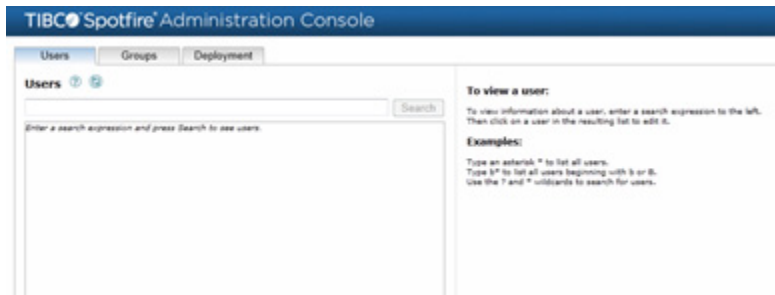 TIBCO Spotfire Administration Console
Users Groups Deployment
Users
Search
Enter a search expression and press Search to see users.
To view a user:
To view information about a user, enter a search expression to the left.
Then click on a user in the resulting list to edit it.
Examples:
Type an asterisk * to list all users.
Type b* to list all users beginning with b or B.
Use the ? and * wildcards to search for users.